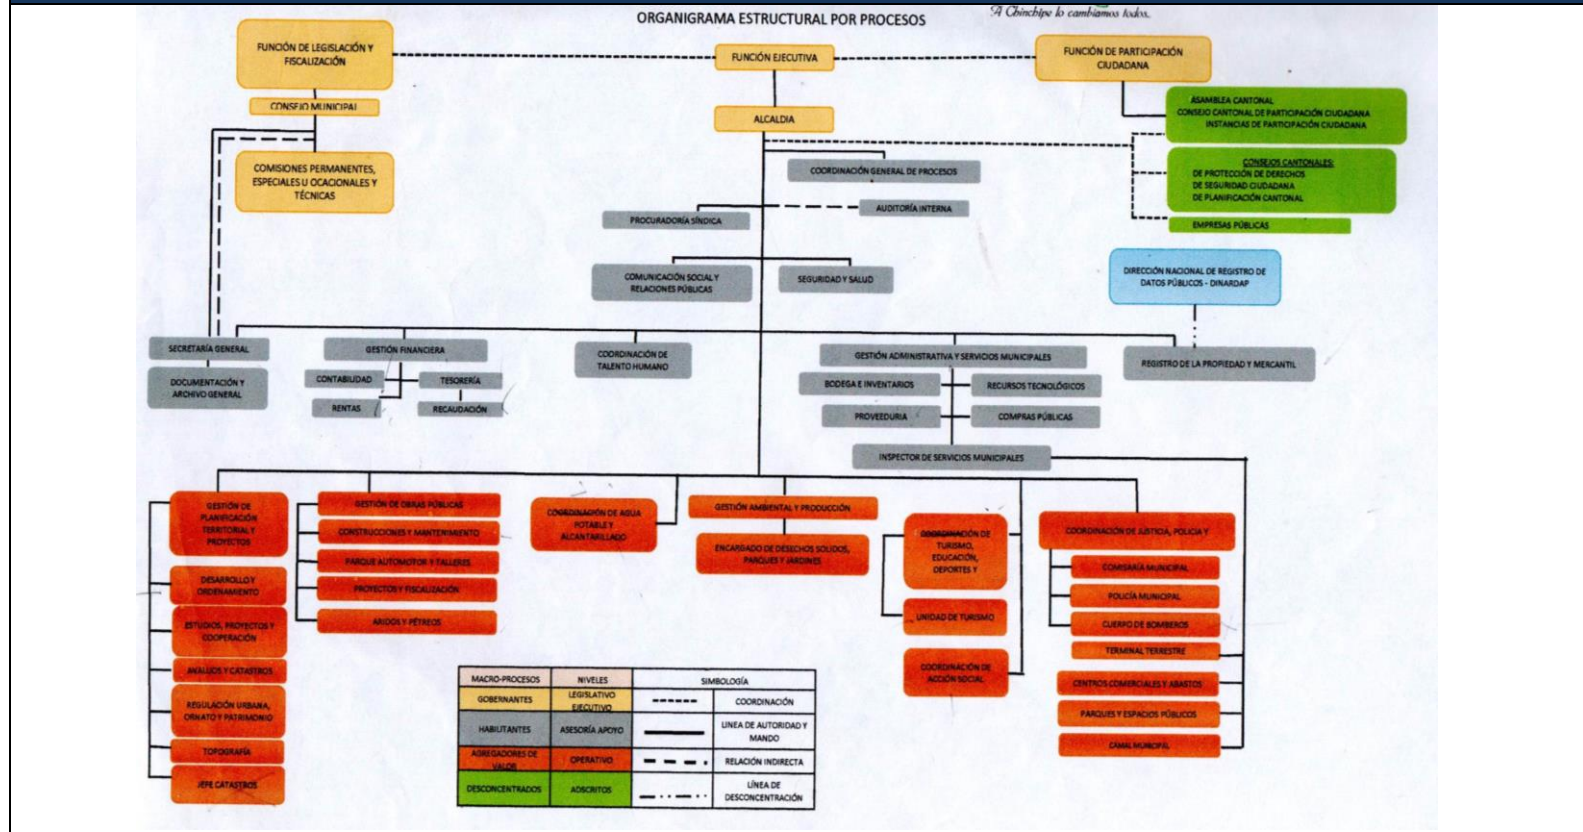 ORGANIGRAMA ESTRUCTURAL POR PROCESOS
A Chinchipe lo cambiamos todos.
FUNCIÓN DE LEGISLACIÓN Y
FISCALIZACIÓN
FUNCIÓN EJECUTIVA
FUNCIÓN DE PARTICIPACIÓN
CIUDADANA
CONSEJO MUNICIPAL
ALCALDIA
ASAMBLEA CANTONAL
CONSEJO CANTONAL DE PARTICIPACIÓN CIUDADANA
INSTANCIAS DE PARTICIPACIÓN CIUDADANA
COMISIONES PERMANENTES,
ESPECIALES U OCACIONALES Y
TÉCNICAS
COORDINACIÓN GENERAL DE PROCESOS
CONSEJOS CANTONALES:
DE PROTECCIÓN DE DERECHOS
DE SEGURIDAD CIUDADANA
DE PLANIFICACIÓN CANTONAL
PROCURADORÍA SÍNDICA
AUDITORÍA INTERNA
EMPRESAS PÚBLICAS
COMUNICACIÓN SOCIAL Y
RELACIONES PÚBLICAS
SEGURIDAD Y SALUD
DIRECCIÓN NACIONAL DE REGISTRO DE
DATOS PÚBLICOS - DINARDAP
SECRETARÍA GENERAL
DOCUMENTACIÓN Y
ARCHIVO GENERAL
GESTIÓN FINANCIERA
CONTABILIDAD
TESORERÍA
RENTAS
RECAUDACIÓN
COORDINACIÓN DE
TALENTO HUMANO
GESTIÓN ADMINISTRATIVA Y SERVICIOS MUNICIPALES
BODEGA E INVENTARIOS
RECURSOS TECNOLÓGICOS
PROVEEDURIA
COMPRAS PÚBLICAS
INSPECTOR DE SERVICIOS MUNICIPALES
REGISTRO DE LA PROPIEDAD Y MERCANTIL
GESTIÓN DE
PLANIFICACIÓN
TERRITORIAL Y
PROYECTOS
DESARROLLO Y
ORDENAMIENTO
ESTUDIOS, PROYECTOS Y
COOPERACIÓN
AVALUOS Y CATASTROS
REGULACIÓN URBANA,
ORNATO Y PATRIMONIO
TOPOGRAFÍA
JEFE CATASTROS
GESTIÓN DE OBRAS PÚBLICAS
CONSTRUCCIONES Y MANTENIMIENTO
PARQUE AUTOMOTOR Y TALLERES
PROYECTOS Y FISCALIZACIÓN
ARIDOS Y PÉTREOS
COORDINACIÓN DE AGUA
POTABLE Y
ALCANTARILLADO
GESTIÓN AMBIENTAL Y PRODUCCIÓN
ENCARGADO DE DESECHOS SOLIDOS,
PARQUES Y JARDINES
COORDINACIÓN DE
TURISMO,
EDUCACIÓN,
DEPORTES Y
UNIDAD DE TURISMO
COORDINACIÓN DE
ACCIÓN SOCIAL
COORDINACIÓN DE JUSTICIA, POLICIA Y
COMISARÍA MUNICIPAL
POLICÍA MUNICIPAL
CUERPO DE BOMBEROS
TERMINAL TERRESTRE
CENTROS COMERCIALES Y ABASTOS
PARQUES Y ESPACIOS PÚBLICOS
CAMAL MUNICIPAL
MACRO-PROCESOS NIVELES SIMBOLOGÍA
GOBERNANTES LEGISLATIVO EJECUTIVO COORDINACIÓN
HABILITANTES ASESORÍA APOYO LINEA DE AUTORIDAD Y MANDO
AGREGADORES DE VALOR OPERATIVO RELACIÓN INDIRECTA
DESCONCENTRADOS ADSCRITOS LÍNEA DE DESCONCENTRACIÓN